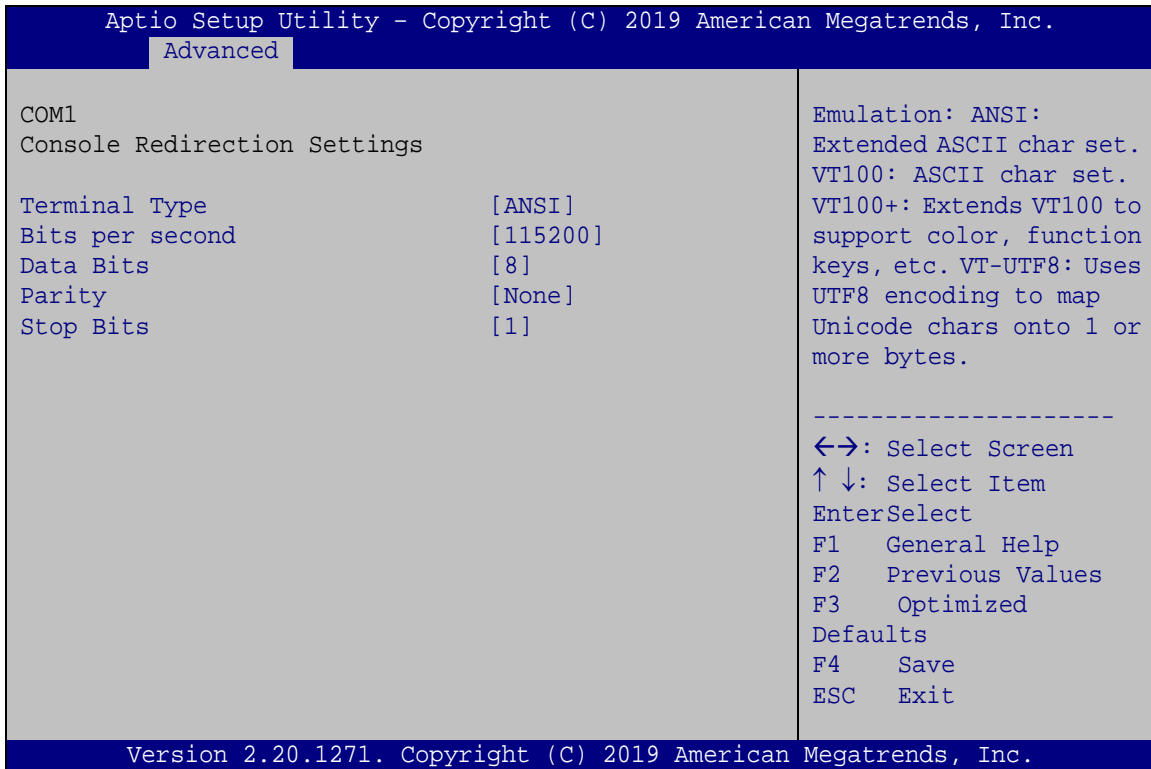 Aptio Setup Utility – Copyright (C) 2019 American Megatrends, Inc.
Advanced
COM1
Console Redirection Settings
Terminal Type [ANSI]
Bits per second [115200]
Data Bits [8]
Parity [None]
Stop Bits [1]
Emulation: ANSI:
Extended ASCII char set.
VT100: ASCII char set.
VT100+: Extends VT100 to
support color, function
keys, etc. VT-UTF8: Uses
UTF8 encoding to map
Unicode chars onto 1 or
more bytes.
---------------------
←→: Select Screen
↑ ↓: Select Item
EnterSelect
F1 General Help
F2 Previous Values
F3 Optimized
Defaults
F4 Save
ESC Exit
Version 2.20.1271. Copyright (C) 2019 American Megatrends, Inc.